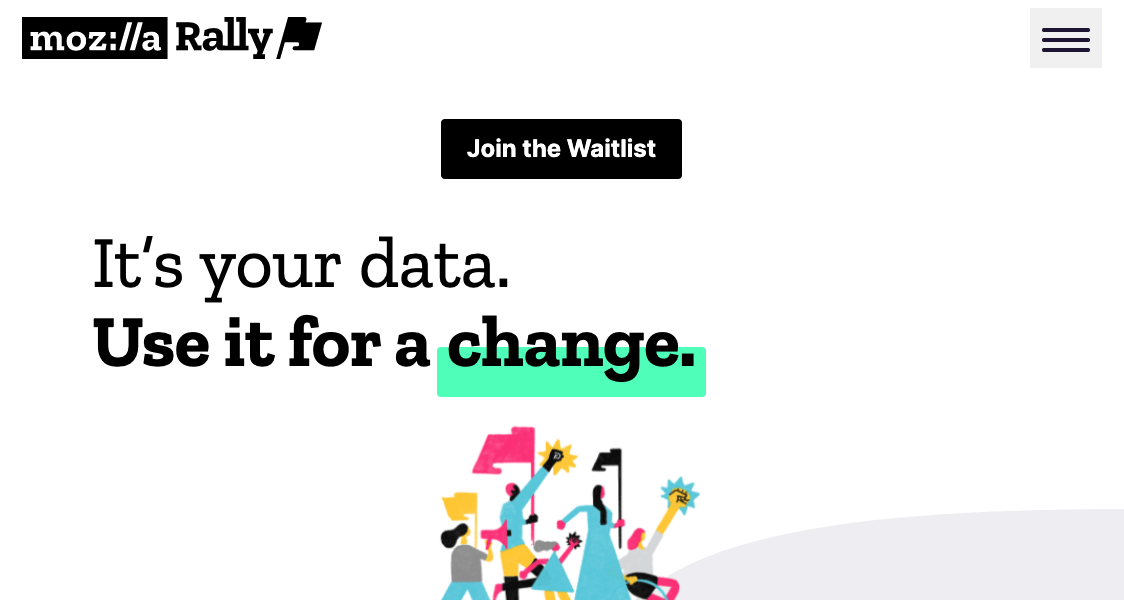 moz://a Rally
Join the Waitlist
It’s your data.
Use it for a change.